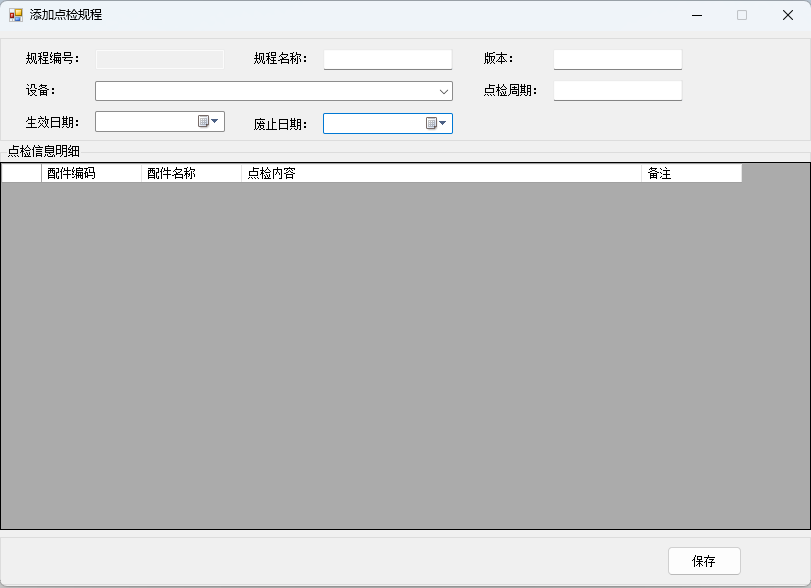 添加点检规程
规程编号： 规程名称： 版本：
设备： 点检周期：
生效日期： 废止日期：
点检信息明细
配件编码 配件名称 点检内容 备注
保存